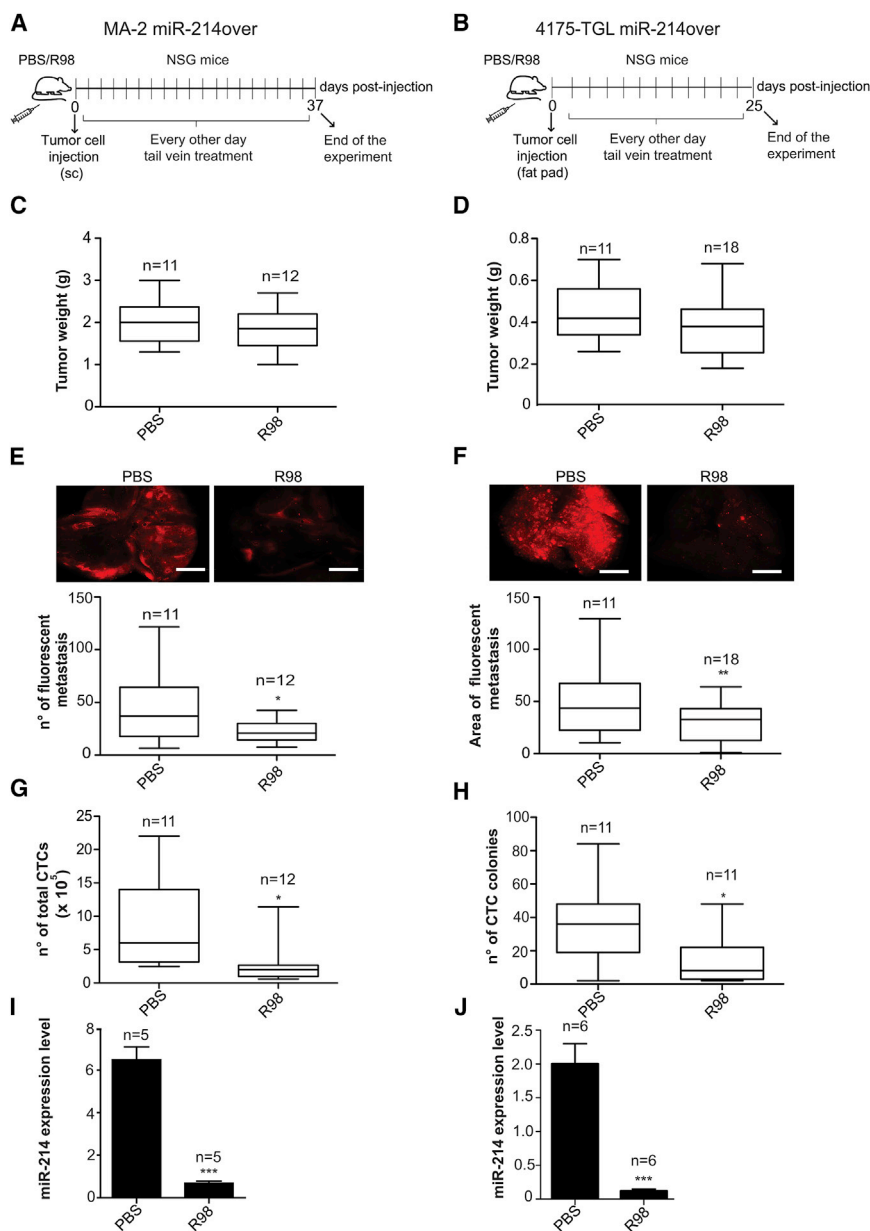 A
MA-2 miR-214over
PBS/R98
NSG mice
days post-injection
0
37
Tumor cell
injection
(sc)
Every other day
tail vein treatment
End of the
experiment
B
4175-TGL miR-214over
PBS/R98
NSG mice
days post-injection
0
25
Tumor cell
injection
(fat pad)
Every other day
tail vein treatment
End of the
experiment
C
Tumor weight (g)
4
3
2
1
0
n=11
n=12
PBS
R98
D
Tumor weight (g)
0.8
0.6
0.4
0.2
0
n=11
n=18
PBS
R98
E
PBS
R98
n° of fluorescent
metastasis
150
100
50
0
n=11
n=12
*
PBS
R98
F
PBS
R98
Area of fluorescent
metastasis
150
100
50
0
n=11
n=18
**
PBS
R98
G
n° of total CTCs
(x 10⁵)
25
20
15
10
5
0
n=11
n=12
*
PBS
R98
H
n° of CTC colonies
100
80
60
40
20
0
n=11
n=11
*
PBS
R98
I
miR-214 expression level
8
6
4
2
0
n=5
n=5
***
PBS
R98
J
miR-214 expression level
2.5
2.0
1.5
1.0
0.5
0
n=6
n=6
***
PBS
R98